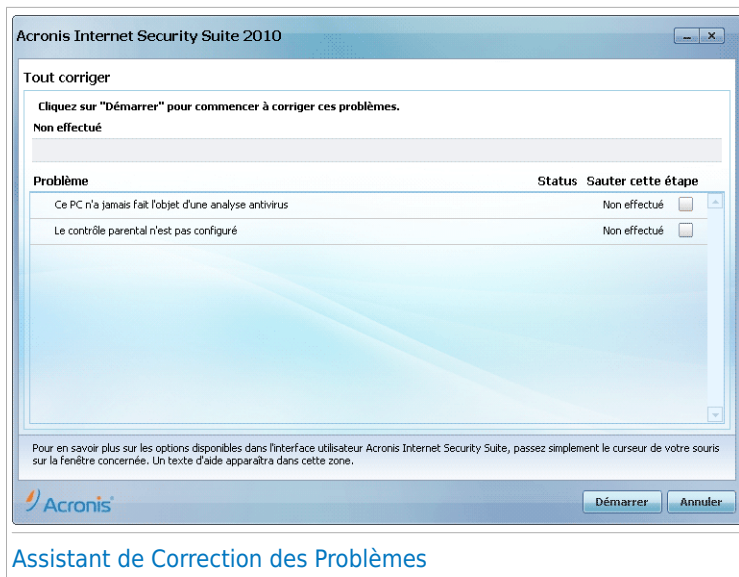 Acronis Internet Security Suite 2010
Tout corriger
Cliquez sur "Démarrer" pour commencer à corriger ces problèmes.
Non effectué
Problème Status Sauter cette étape
Ce PC n'a jamais fait l'objet d'une analyse antivirus Non effectué
Le contrôle parental n'est pas configuré Non effectué
Pour en savoir plus sur les options disponibles dans l'interface utilisateur Acronis Internet Security Suite, passez simplement le curseur de votre souris
sur la fenêtre concernée. Un texte d'aide apparaîtra dans cette zone.
Acronis Démarrer Annuler
Assistant de Correction des Problèmes